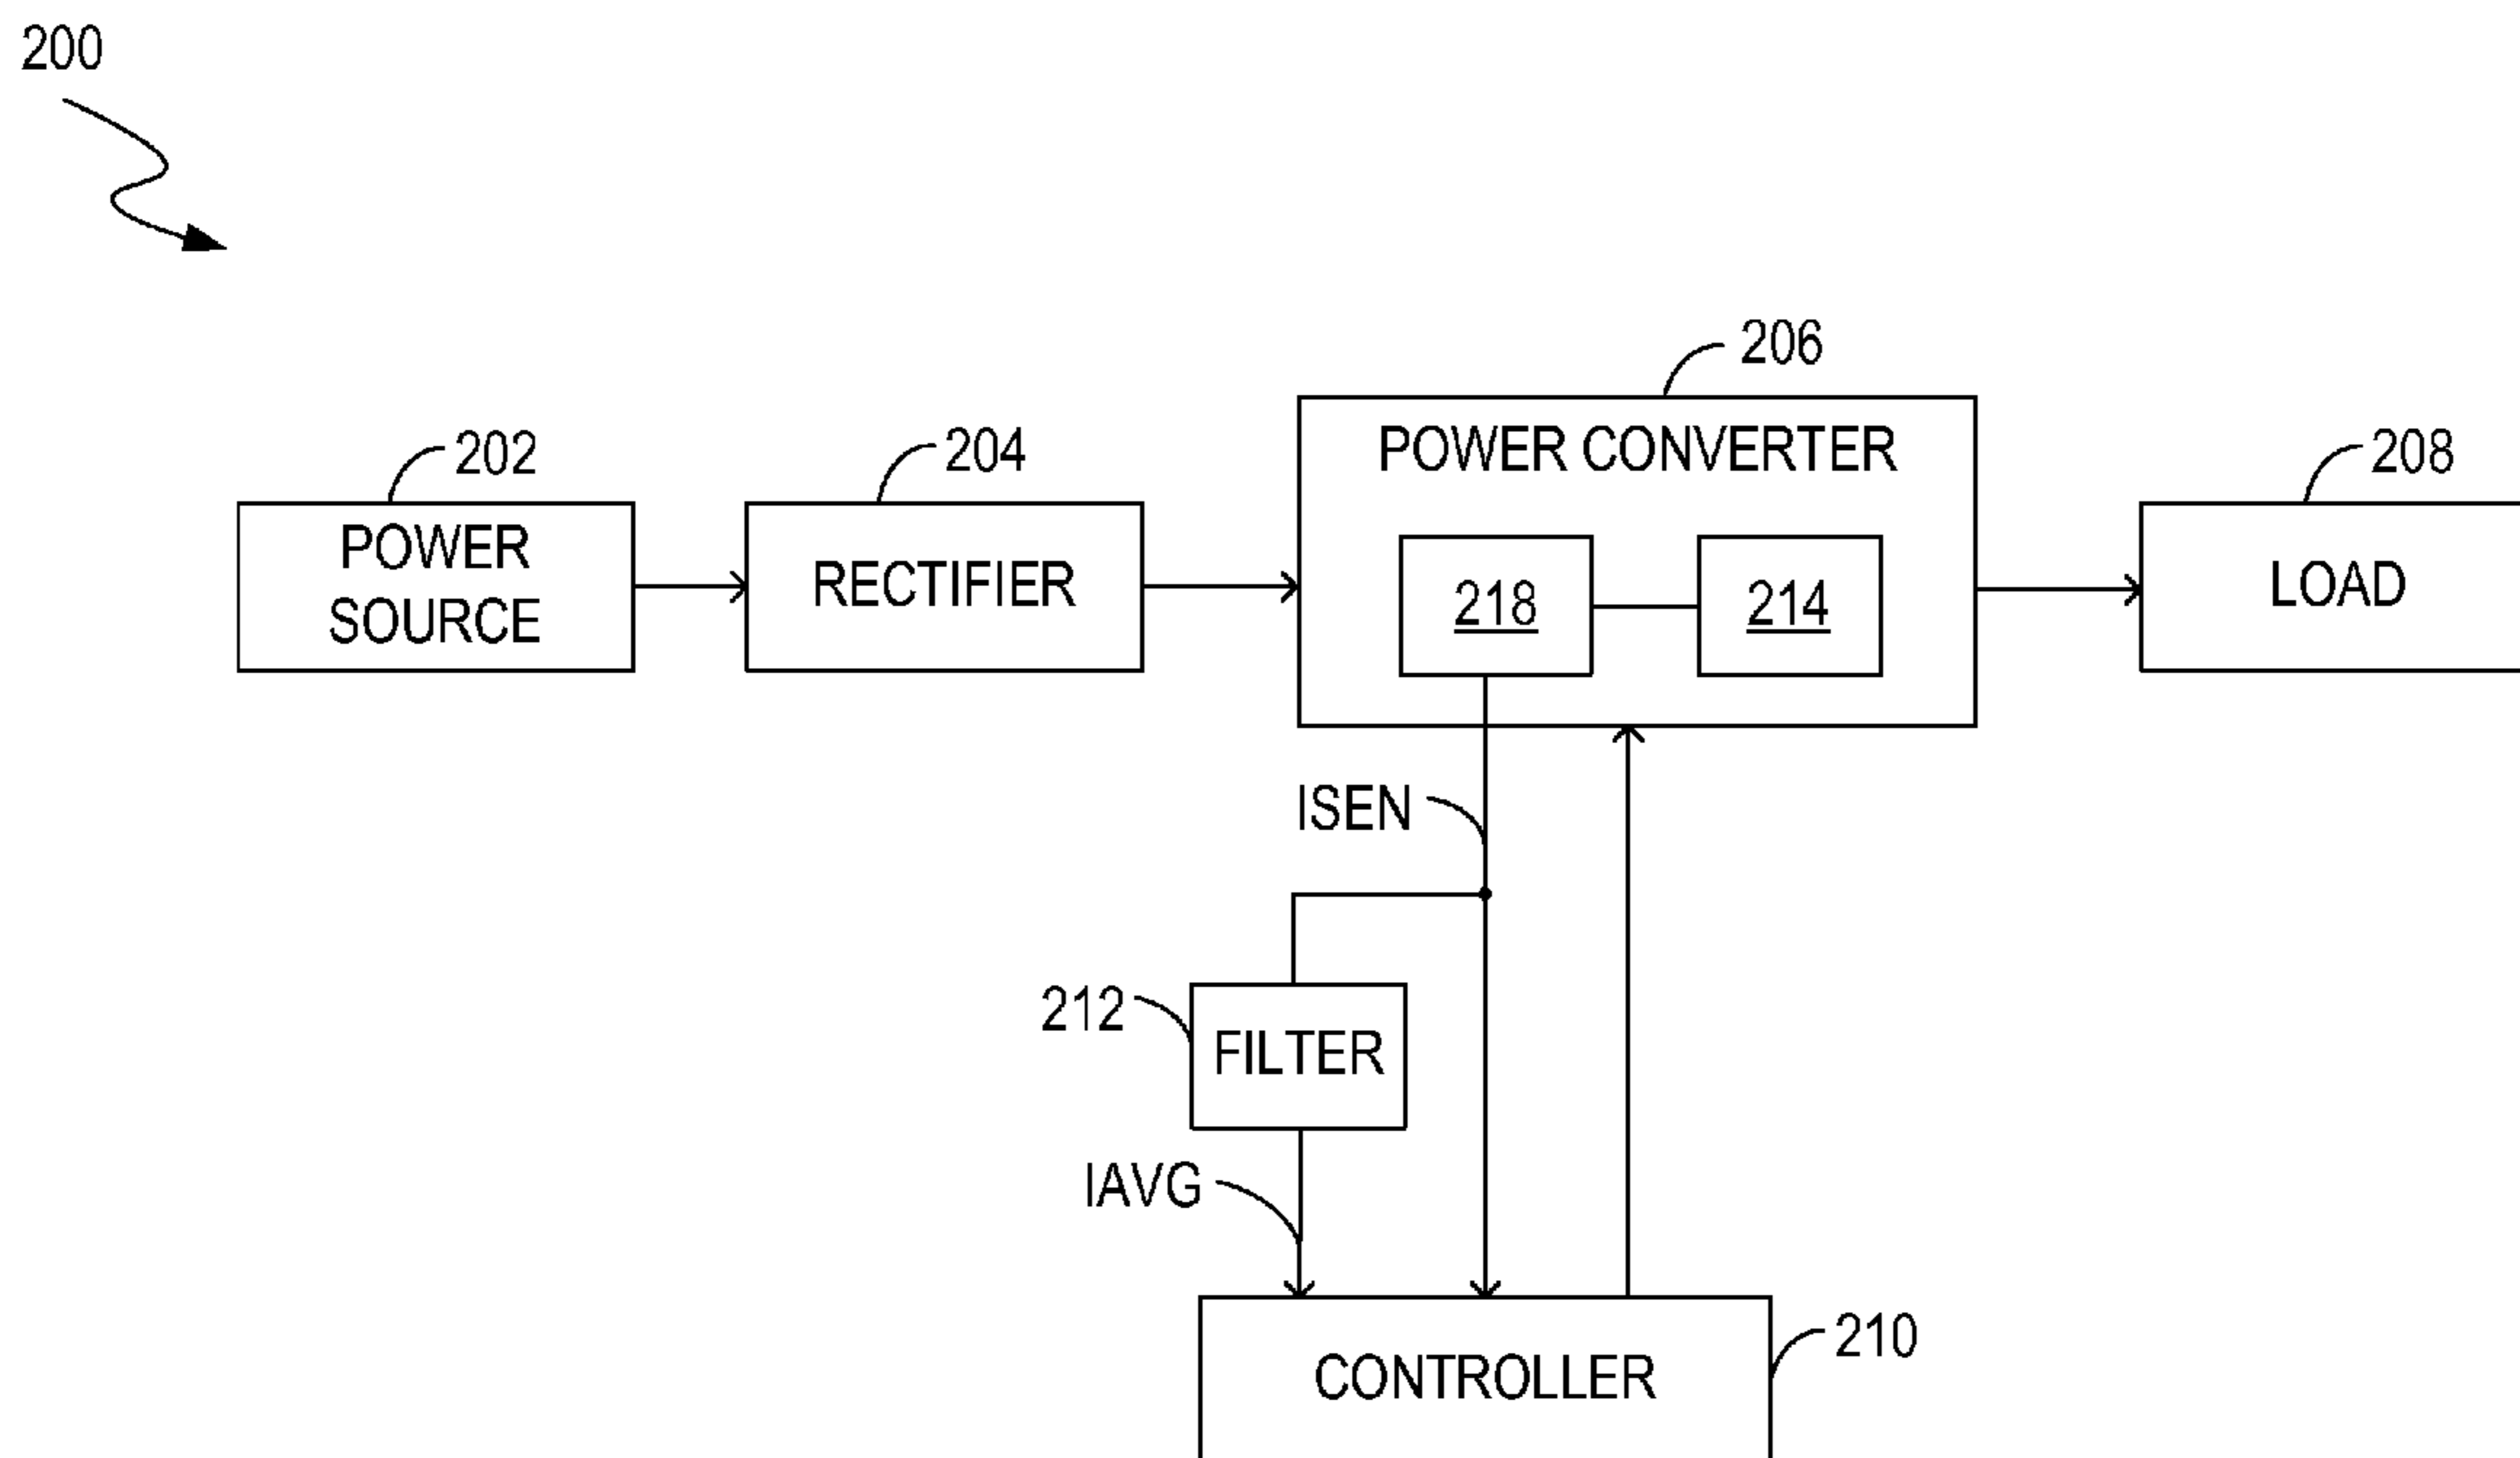 200
206
POWER CONVERTER
202
204
208
POWER
SOURCE
RECTIFIER
218
214
LOAD
ISEN
212
FILTER
IAVG
210
CONTROLLER